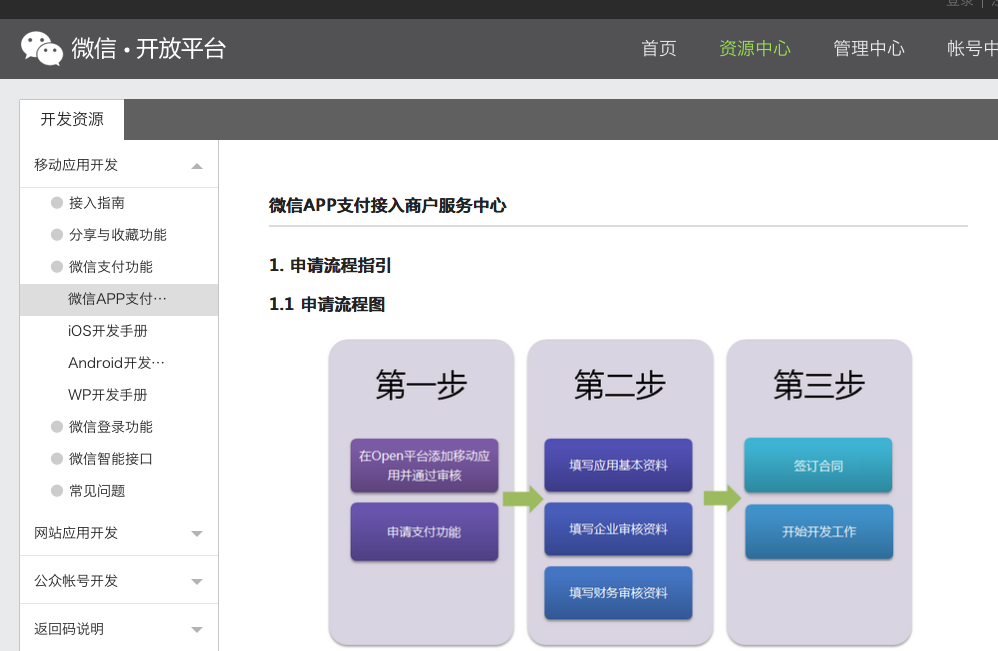 登录 |
微信·开放平台
首页 资源中心 管理中心 帐号中
开发资源
移动应用开发
接入指南
分享与收藏功能
微信支付功能
微信APP支付…
iOS开发手册
Android开发…
WP开发手册
微信登录功能
微信智能接口
常见问题
网站应用开发
公众帐号开发
返回码说明
微信APP支付接入商户服务中心
1. 申请流程指引
1.1 申请流程图
第一步
在Open平台添加移动应
用并通过审核
申请支付功能
第二步
填写应用基本资料
填写企业审核资料
填写财务审核资料
第三步
签订合同
开始开发工作